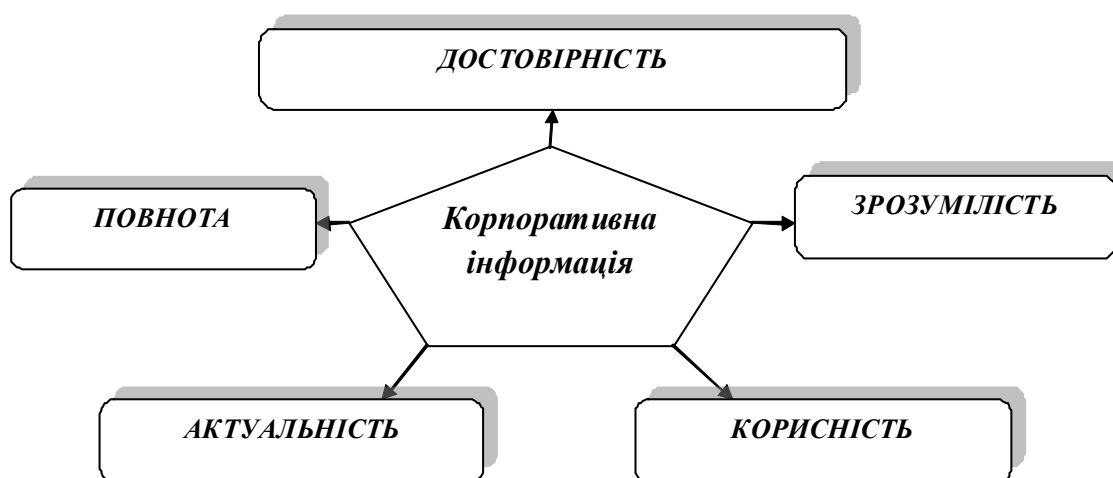 ДОСТОВІРНІСТЬ
ПОВНОТА
Корпоративна
інформація
ЗРОЗУМІЛІСТЬ
АКТУАЛЬНІСТЬ
КОРИСНІСТЬ